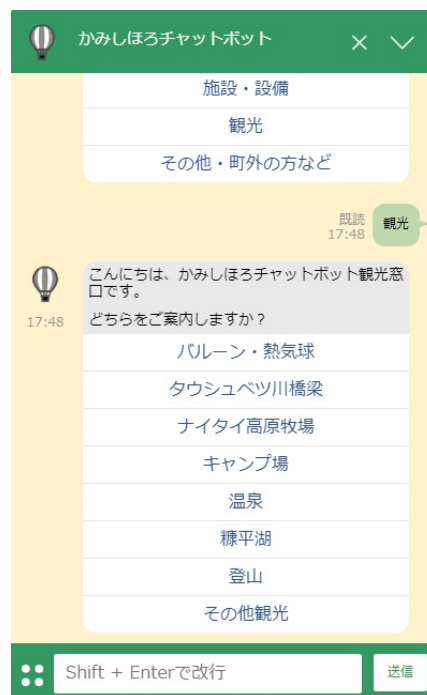 かみしほろチャットボット
施設・設備
観光
その他・町外の方など
既読
17:48
観光
こんにちは、かみしほろチャットボット観光窓
口です。
どちらをご案内しますか？
17:48
バルーン・熱気球
タウシュベツ川橋梁
ナイタイ高原牧場
キャンプ場
温泉
糠平湖
登山
その他観光
Shift + Enterで改行
送信